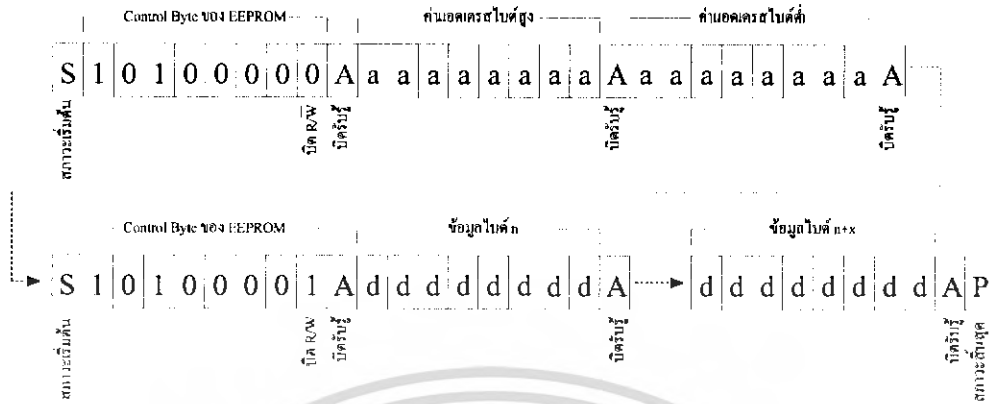 Control Byte ของ EEPROM ค่าแอดเดรสไบต์สูง ค่าแอดเดรสไบต์ต่ำ
S 1 0 1 0 0 0 0 0 A a a a a a a a a A a a a a a a a a A
สภาวะเริ่มต้น บิต R/W บิตรับรู้ บิตรับรู้ บิตรับรู้
Control Byte ของ EEPROM ข้อมูลไบต์ n ข้อมูลไบต์ n+x
S 1 0 1 0 0 0 0 1 A d d d d d d d d A d d d d d d d d A P
สภาวะเริ่มต้น บิต R/W บิตรับรู้ บิตรับรู้ บิตรับรู้ สภาวะสิ้นสุด